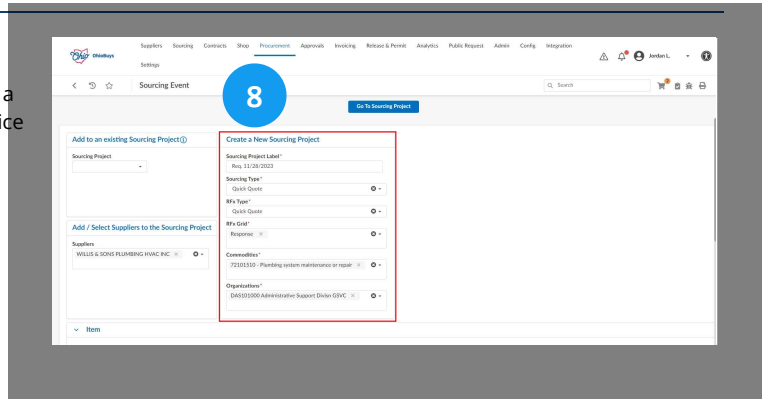 a
ice
Ohio OhioBuys
Suppliers Sourcing Contracts Shop Procurement Approvals Invoicing Release & Permit Analytics Public Request Admin Config Integration
Settings
Jordan L.
Sourcing Event
Search
8
Go To Sourcing Project
Add to an existing Sourcing Project
Sourcing Project
Create a New Sourcing Project
Sourcing Project Label*
Req. 11/28/2023
Sourcing Type*
Quick Quote
RFx Type*
Quick Quote
RFx Grid*
Response
Commodities*
72101510 - Plumbing system maintenance or repair
Organizations*
DAS101000 Administrative Support Divisn GSVC
Add / Select Suppliers to the Sourcing Project
Suppliers
WILLIS & SONS PLUMBING HVAC INC
Item